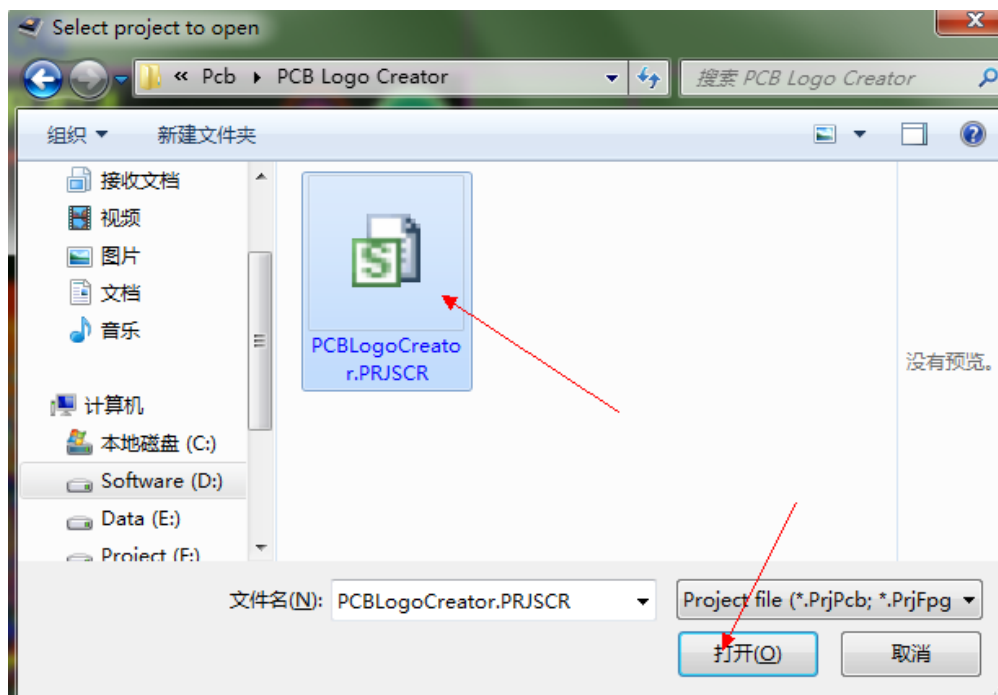 Select project to open
« Pcb ▸ PCB Logo Creator
搜索 PCB Logo Creator
组织
新建文件夹
接收文档
视频
图片
文档
音乐
计算机
本地磁盘 (C:)
Software (D:)
Data (E:)
Project (F:)
PCBLogoCreato
r.PRJSCR
没有预览。
文件名(N):
PCBLogoCreator.PRJSCR
Project file (*.PrjPcb; *.PrjFpg
打开(O)
取消